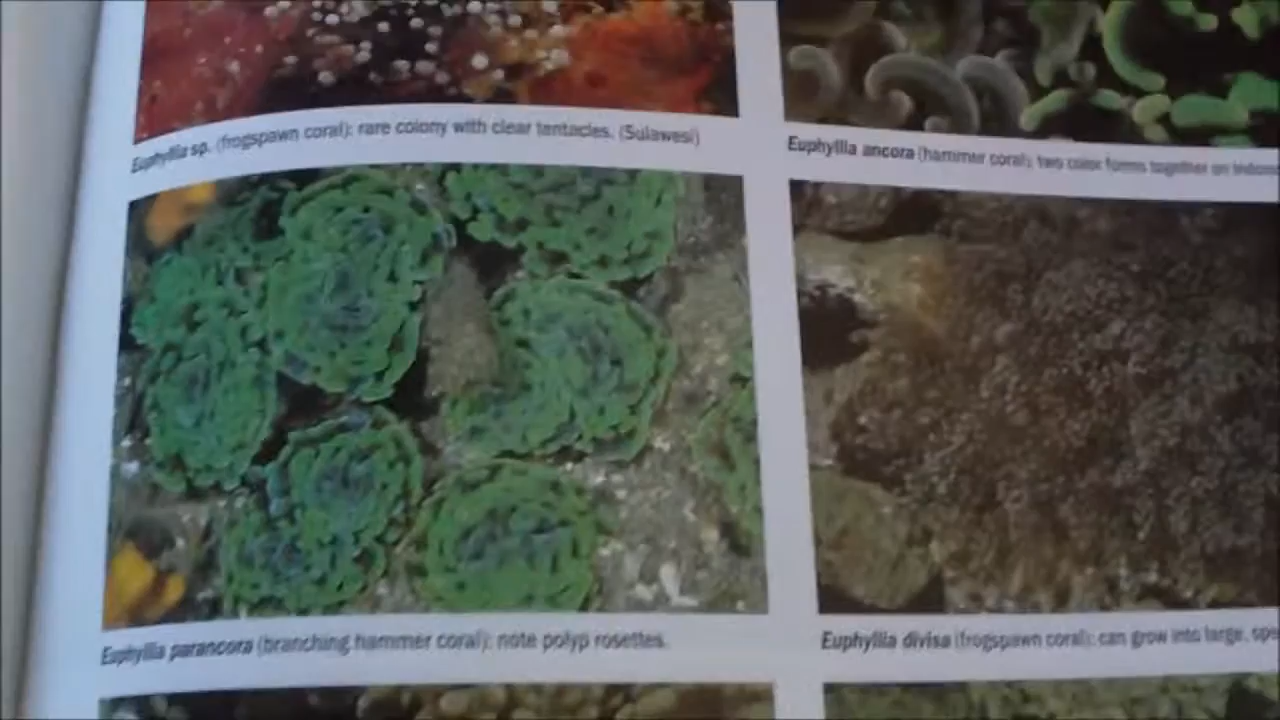 Euphyllia sp. (frogspawn coral): rare colony with clear tentacles. (Sulawesi)
Euphyllia ancora (hammer coral): two color forms together on
Euphyllia parancora (branching hammer coral): note polyp rosettes.
Euphyllia divisa (frogspawn coral): can grow into large,